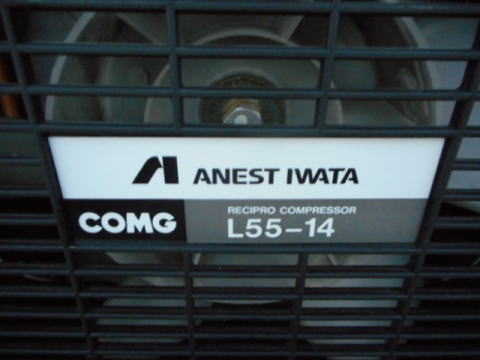 ANEST IWATA
COMG
RECIPRO COMPRESSOR
L55-14